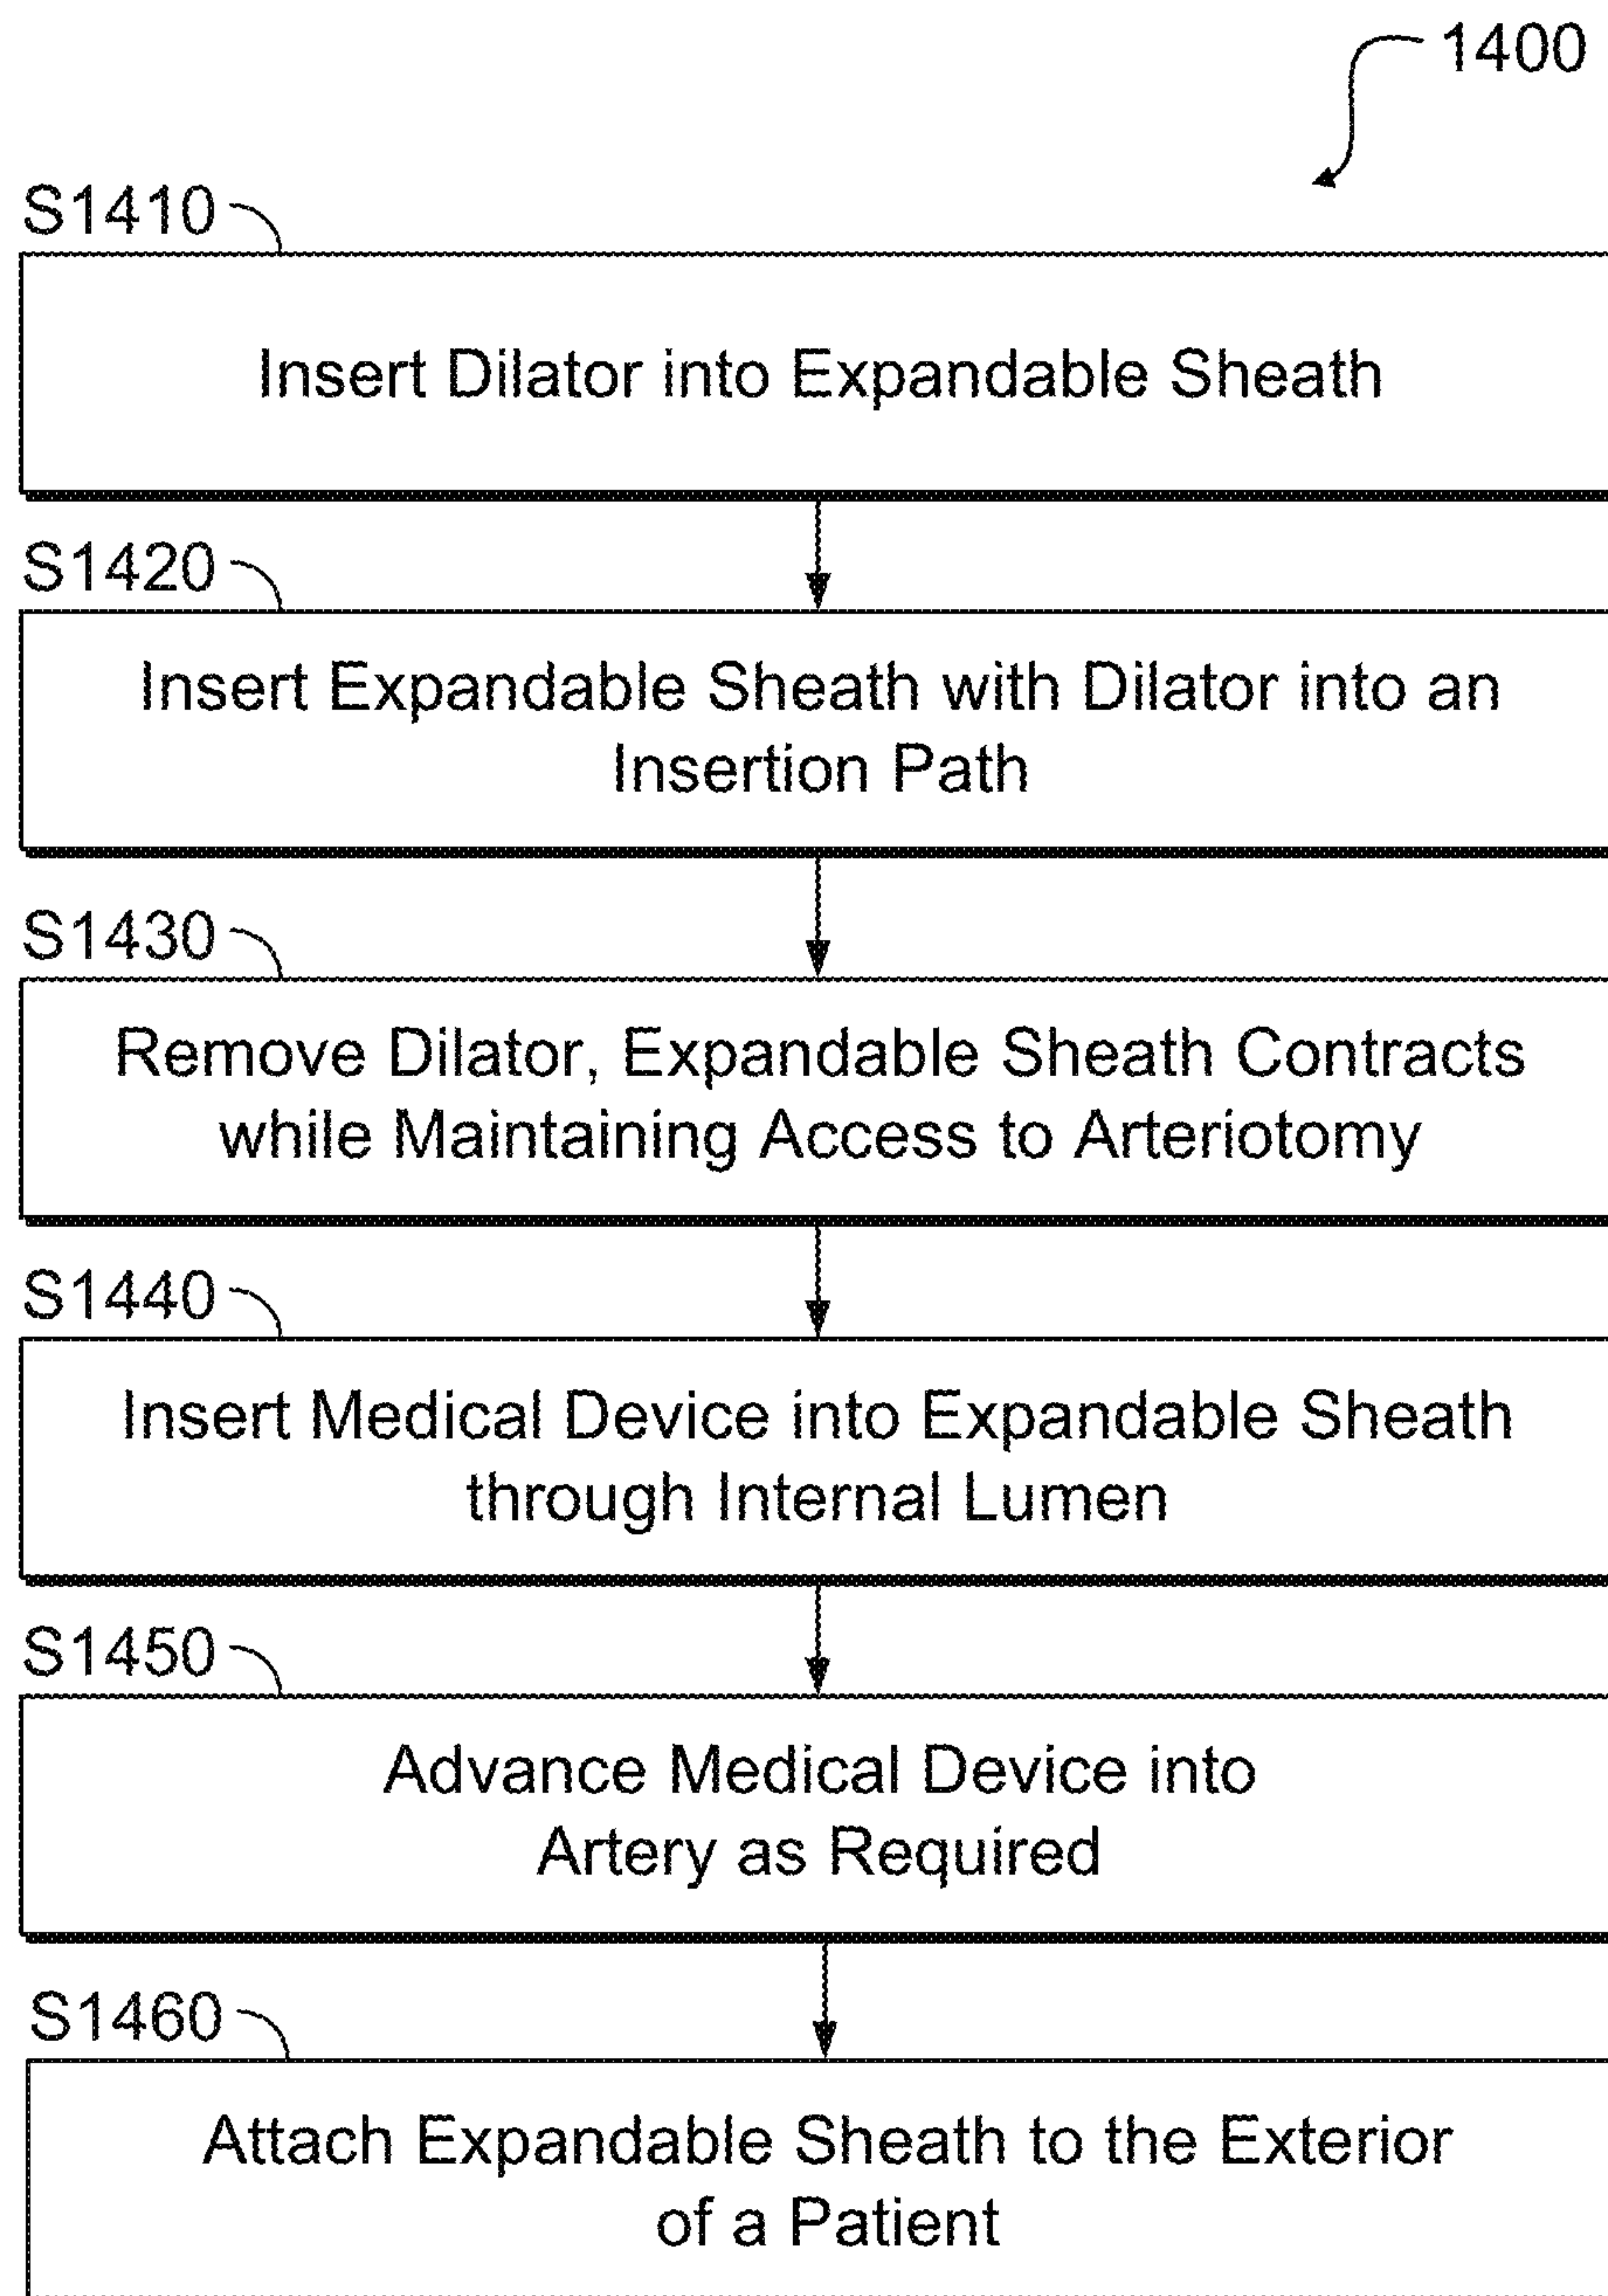 1400
S1410
Insert Dilator into Expandable Sheath
S1420
Insert Expandable Sheath with Dilator into an
Insertion Path
S1430
Remove Dilator, Expandable Sheath Contracts
while Maintaining Access to Arteriotomy
S1440
Insert Medical Device into Expandable Sheath
through Internal Lumen
S1450
Advance Medical Device into
Artery as Required
S1460
Attach Expandable Sheath to the Exterior
of a Patient